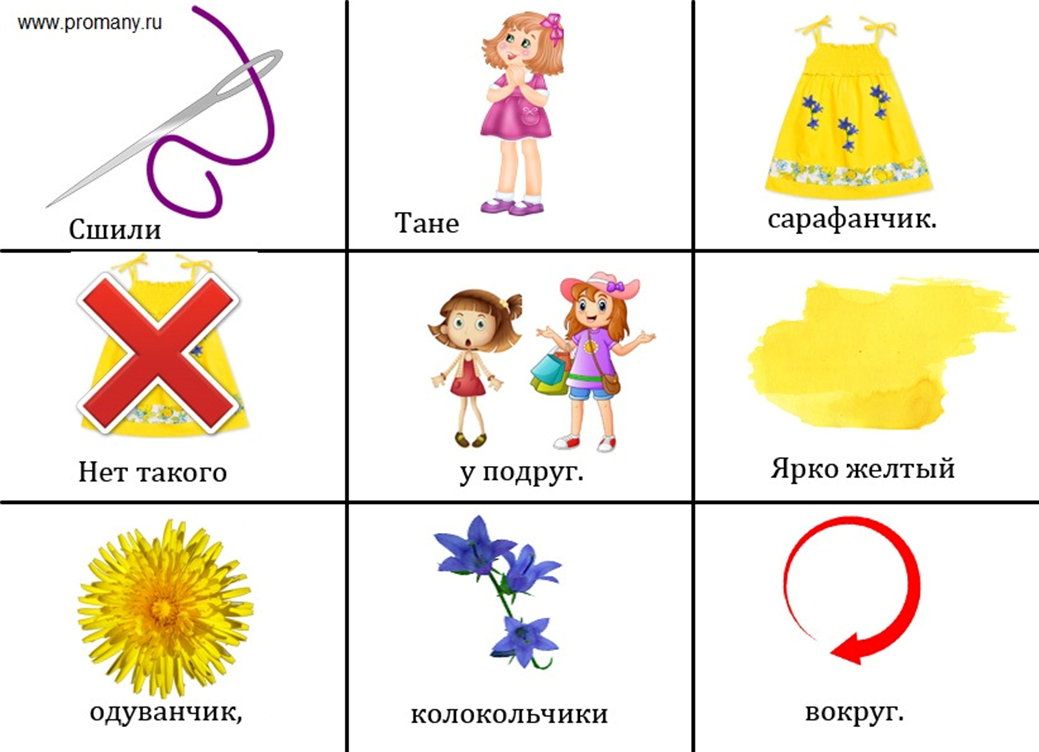 www.promany.ru
Сшили
Тане
сарафанчик.
Нет такого
у подруг.
Ярко желтый
одуванчик,
колокольчики
вокруг.